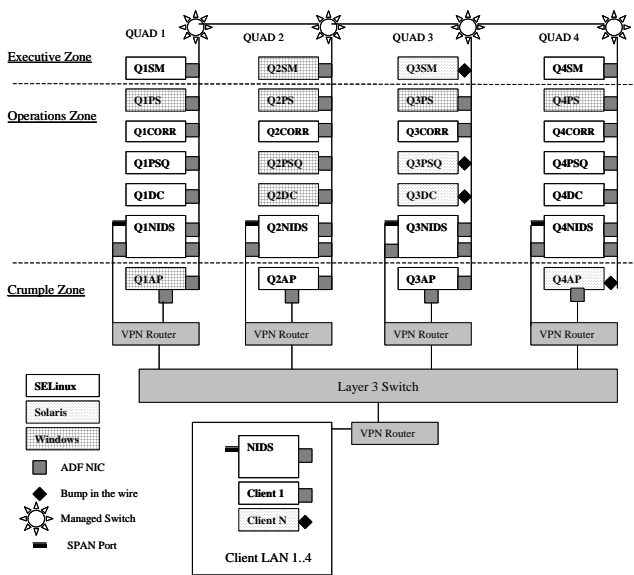 QUAD 1 QUAD 2 QUAD 3 QUAD 4
Executive Zone
Q1SM Q2SM Q3SM Q4SM
Operations Zone
Q1PS Q2PS Q3PS Q4PS
Q1CORR Q2CORR Q3CORR Q4CORR
Q1PSQ Q2PSQ Q3PSQ Q4PSQ
Q1DC Q2DC Q3DC Q4DC
Q1NIDS Q2NIDS Q3NIDS Q4NIDS
Crumple Zone
Q1AP Q2AP Q3AP Q4AP
VPN Router VPN Router VPN Router VPN Router
Layer 3 Switch
SELinux
Solaris
Windows
ADF NIC
Bump in the wire
Managed Switch
SPAN Port
VPN Router
NIDS
Client 1
Client N
Client LAN 1..4